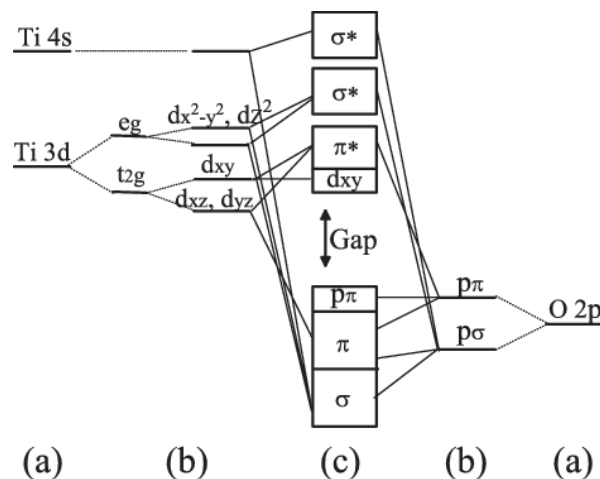 Ti 4s
σ*
σ*
eg
dx²-y², dz²
Ti 3d
π*
t2g
dxy
dxy
dxz, dyz
Gap
pπ
pπ
O 2p
π
pσ
σ
(a) (b) (c) (b) (a)